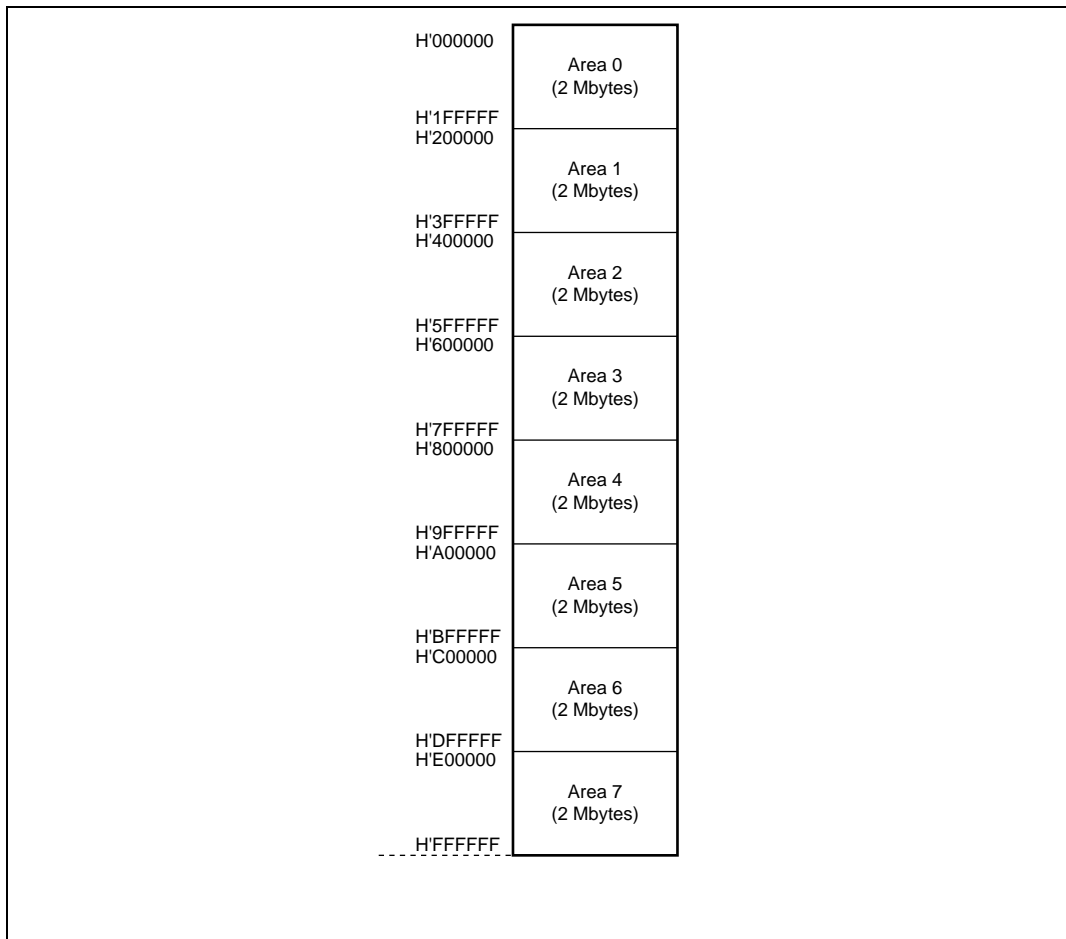 H'000000
Area 0
(2 Mbytes)
H'1FFFFF
H'200000
Area 1
(2 Mbytes)
H'3FFFFF
H'400000
Area 2
(2 Mbytes)
H'5FFFFF
H'600000
Area 3
(2 Mbytes)
H'7FFFFF
H'800000
Area 4
(2 Mbytes)
H'9FFFFF
H'A00000
Area 5
(2 Mbytes)
H'BFFFFF
H'C00000
Area 6
(2 Mbytes)
H'DFFFFF
H'E00000
Area 7
(2 Mbytes)
H'FFFFFF